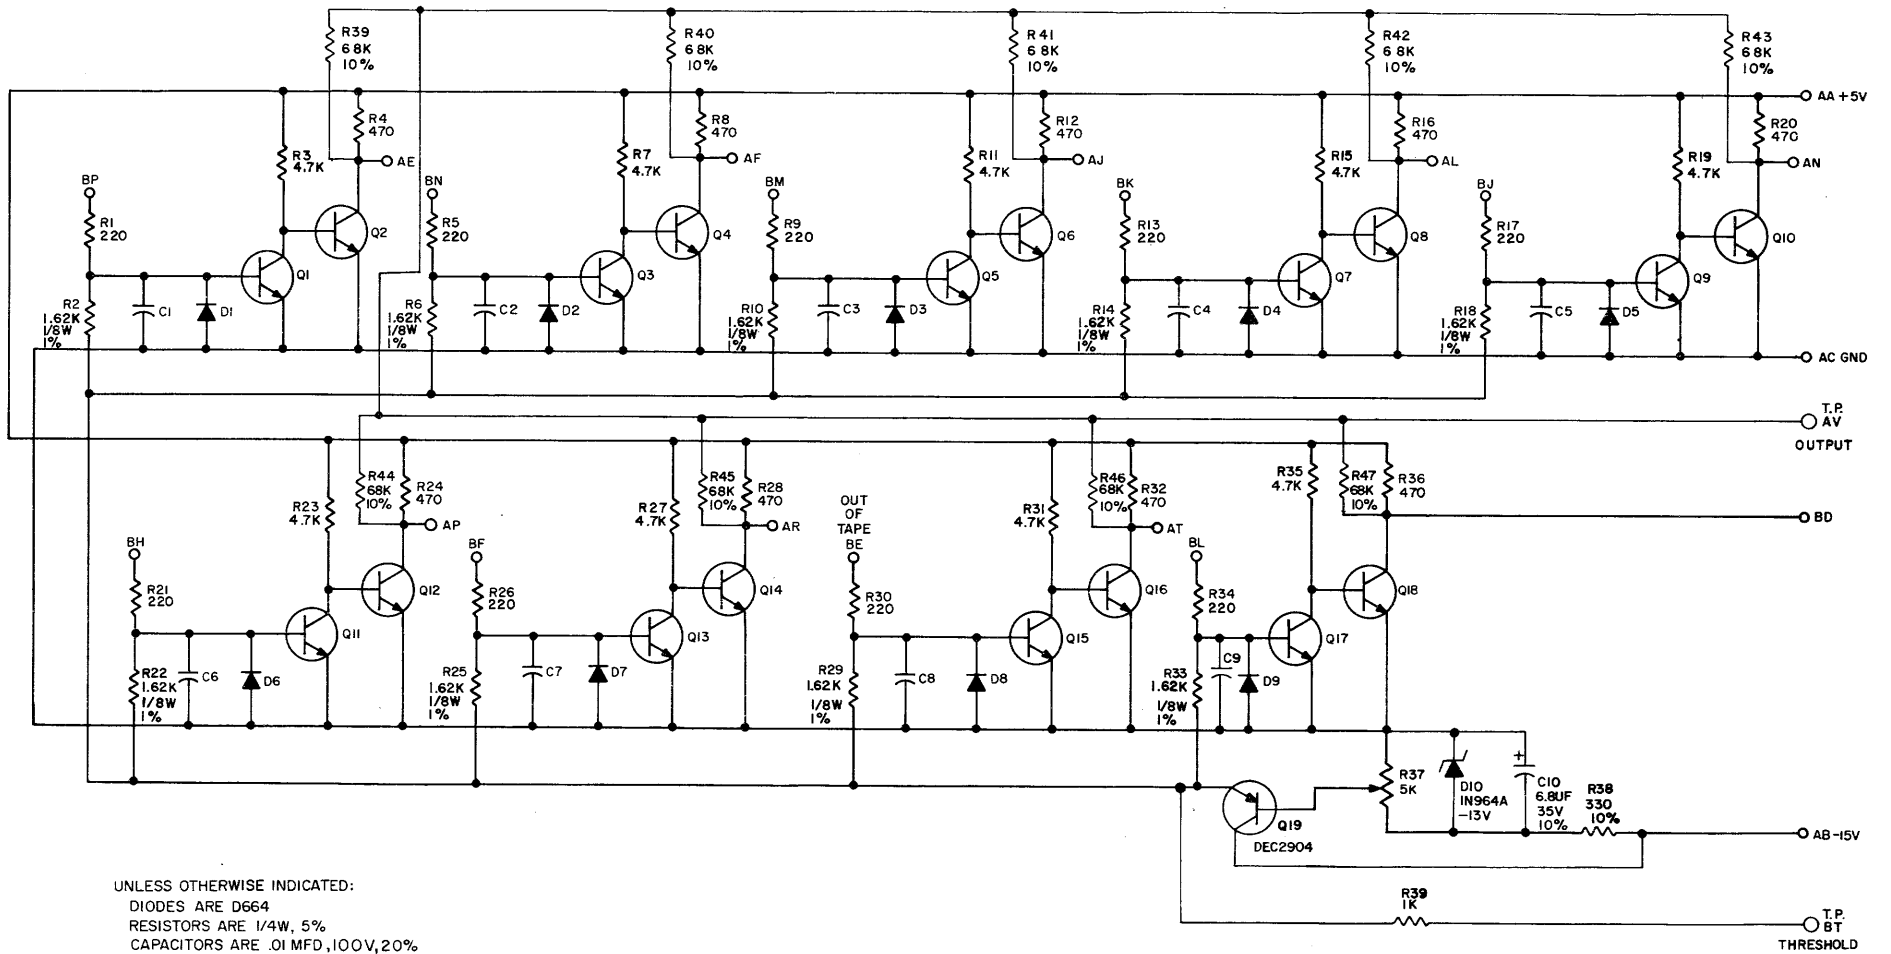 R39
68K
10%
R40
68K
10%
R41
68K
10%
R42
68K
10%
R43
68K
10%
AA +5V
R4
470
R8
470
R12
470
R16
470
R20
470
R3
4.7K
AE
R7
4.7K
AF
R11
4.7K
AJ
R15
4.7K
AL
R19
4.7K
AN
BP
BN
BM
BK
BJ
R1
220
Q2
R5
220
Q4
R9
220
Q6
R13
220
Q8
R17
220
Q10
Q1
Q3
Q5
Q7
Q9
R2
1.62K
1/8W
1%
C1
D1
R6
1.62K
1/8W
1%
C2
D2
R10
1.62K
1/8W
1%
C3
D3
R14
1.62K
1/8W
1%
C4
D4
R18
1.62K
1/8W
1%
C5
D5
AC GND
T.P.
AV
OUTPUT
R23
4.7K
R44
68K
10%
R24
470
AP
R27
4.7K
R45
68K
10%
R28
470
AR
OUT
OF
TAPE
BE
R31
4.7K
R46
68K
10%
R32
470
AT
R35
4.7K
R47
68K
10%
R36
470
BD
BH
BF
BL
R21
220
Q12
R26
220
Q14
R30
220
Q16
R34
220
Q18
Q11
Q13
Q15
Q17
R22
1.62K
1/8W
1%
C6
D6
R25
1.62K
1/8W
1%
C7
D7
R29
1.62K
1/8W
1%
C8
D8
R33
1.62K
1/8W
1%
C9
D9
R37
5K
D10
1N964A
-13V
+
C10
6.8UF
35V
10%
R38
330
10%
AB-15V
Q19
DEC2904
R39
1K
T.P.
BT
THRESHOLD
UNLESS OTHERWISE INDICATED:
DIODES ARE D664
RESISTORS ARE 1/4W, 5%
CAPACITORS ARE .01 MFD, 100V, 20%